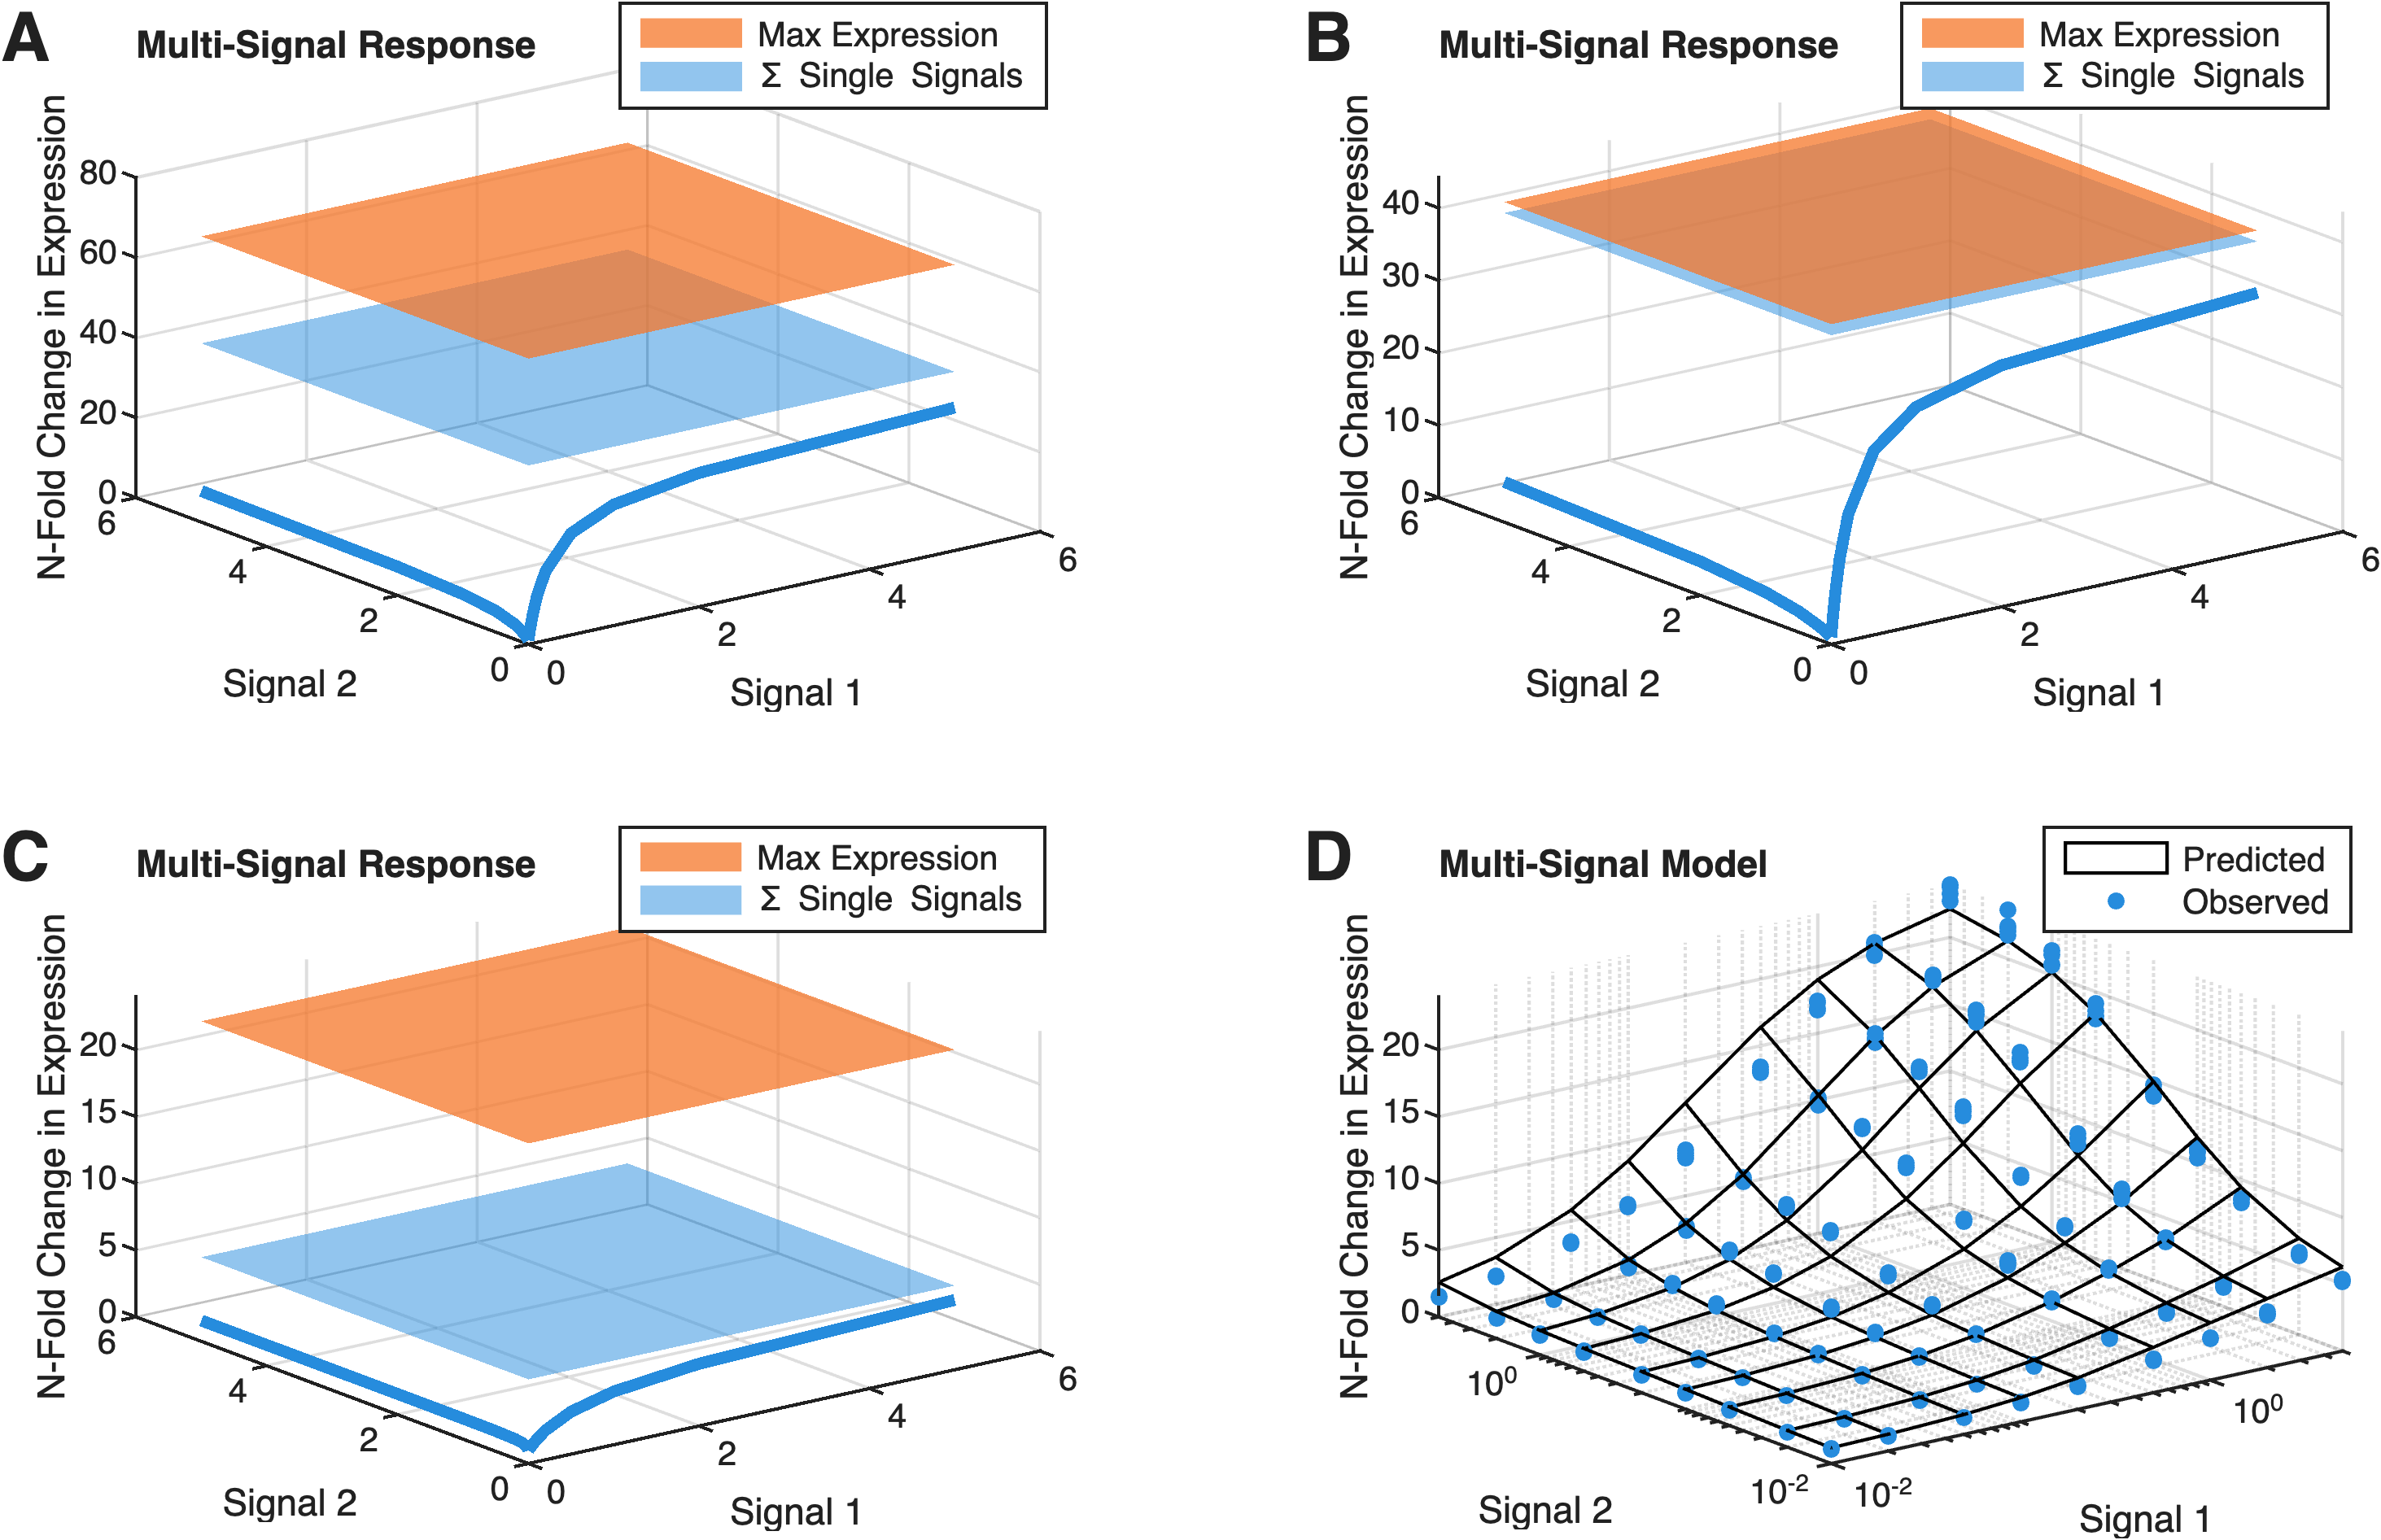 A
Multi-Signal Response
Max Expression
Σ Single Signals
N-Fold Change in Expression
80
60
40
20
0
6
4
2
0
0
2
4
6
Signal 2
Signal 1
B
Multi-Signal Response
Max Expression
Σ Single Signals
N-Fold Change in Expression
40
30
20
10
0
6
4
2
0
0
2
4
6
Signal 2
Signal 1
C
Multi-Signal Response
Max Expression
Σ Single Signals
N-Fold Change in Expression
20
15
10
5
0
6
4
2
0
0
2
4
6
Signal 2
Signal 1
D
Multi-Signal Model
Predicted
Observed
N-Fold Change in Expression
20
15
10
5
0
10⁰
10⁻²
10⁻²
10⁰
Signal 2
Signal 1